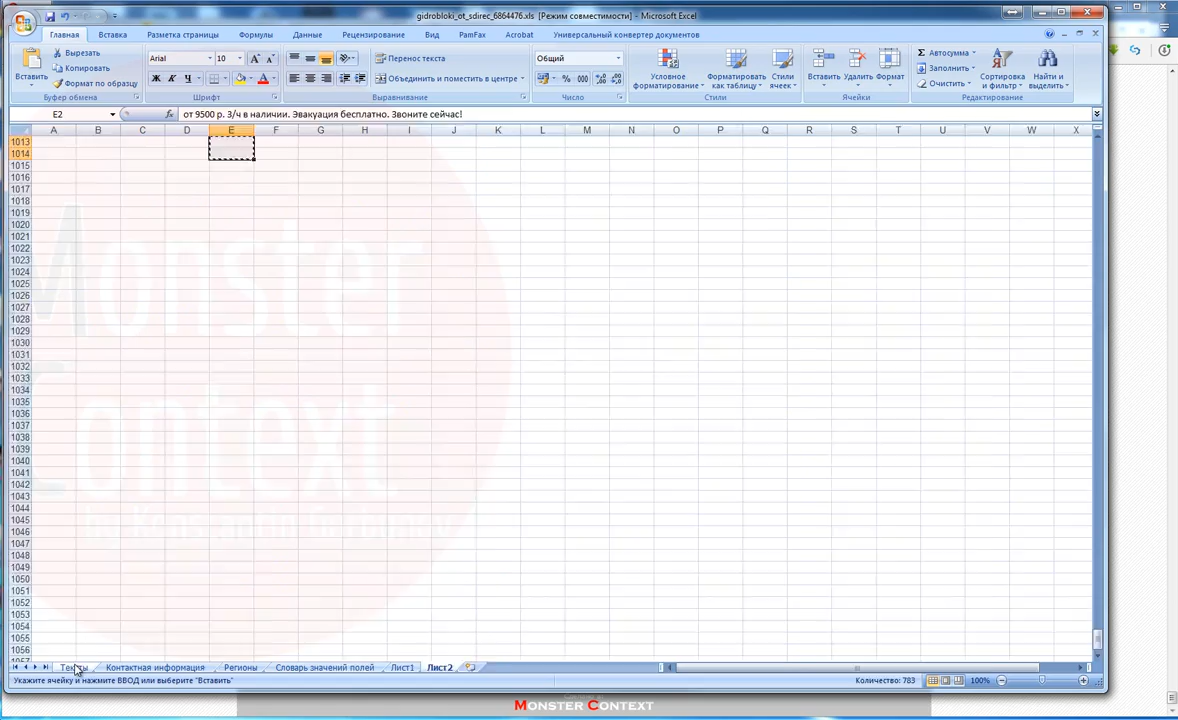 gidrobloki_ot_sdirec_6864476.xls [Режим совместимости] - Microsoft Excel
Главная Вставка Разметка страницы Формулы Данные Рецензирование Вид PamFax Acrobat Универсальный конвертер документов
Вставить
Вырезать
Копировать
Формат по образцу
Буфер обмена
Arial 10
Ж К Ч
Шрифт
Перенос текста
Объединить и поместить в центре
Выравнивание
Общий
% 000
Число
Условное форматирование
Форматировать как таблицу
Стили ячеек
Стили
Вставить Удалить Формат
Ячейки
Автосумма
Заполнить
Очистить
Сортировка и фильтр
Найти и выделить
Редактирование
E2 fx от 9500 р. З/ч в наличии. Эвакуация бесплатно. Звоните сейчас!
A B C D E F G H I J K L M N O P Q R S T U V W X
1013
1014
1015
1016
1017
1018
1019
1020
1021
1022
1023
1024
1025
1026
1027
1028
1029
1030
1031
1032
1033
1034
1035
1036
1037
1038
1039
1040
1041
1042
1043
1044
1045
1046
1047
1048
1049
1050
1051
1052
1053
1054
1055
1056
Monster
Context
Тексты Контактная информация Регионы Словарь значений полей Лист1 Лист2
Укажите ячейку и нажмите ВВОД или выберите "Вставить" Количество: 783 100%
MONSTER CONTEXT